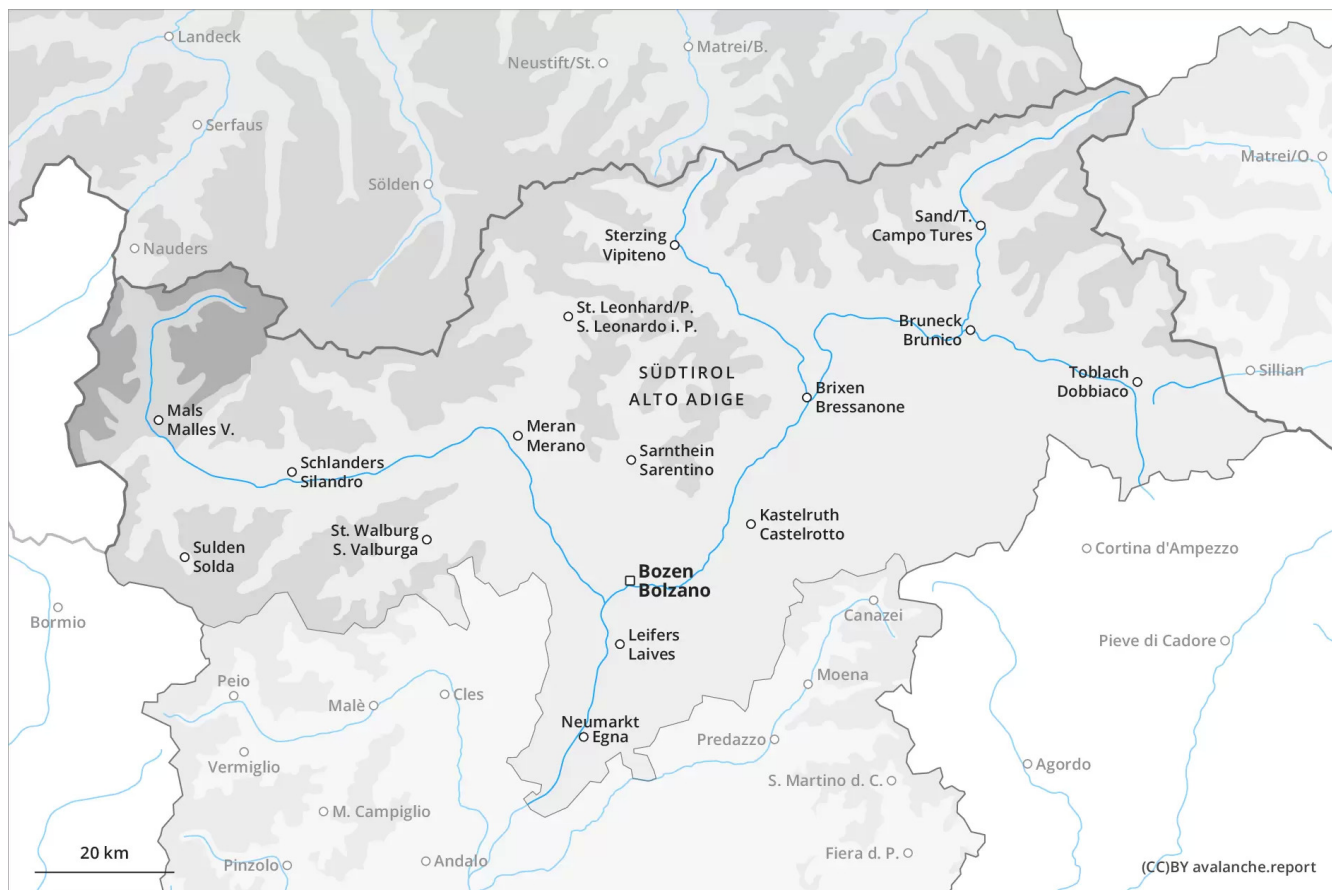 Landeck
Matrei/B.
Neustift/St.
Serfaus
Matrei/O.
Sölden
Sand/T.
Campo Tures
Sterzing
Vipiteno
Nauders
St. Leonhard/P.
S. Leonardo i. P.
Bruneck
Brunico
SÜDTIROL
ALTO ADIGE
Toblach
Dobbiaco
Sillian
Brixen
Bressanone
Mals
Malles V.
Meran
Merano
Schlanders
Silandro
Sarnthein
Sarentino
Kastelruth
Castelrotto
St. Walburg
S. Valburga
Sulden
Solda
Cortina d'Ampezzo
Bozen
Bolzano
Bormio
Canazei
Leifers
Laives
Pieve di Cadore
Peio
Moena
Cles
Malè
Neumarkt
Egna
Predazzo
Vermiglio
Agordo
S. Martino d. C.
M. Campiglio
20 km
Pinzolo
Andalo
Fiera d. P.
(CC)BY avalanche.report